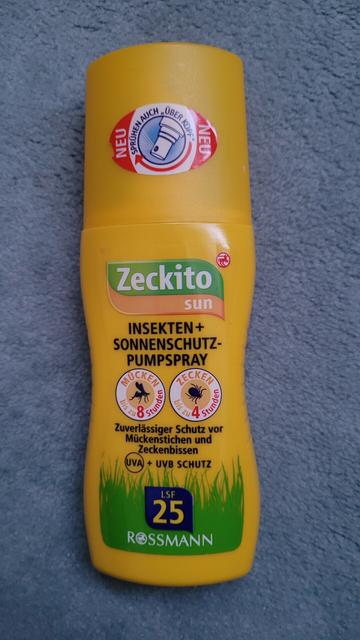 NEU
SPRÜHEN AUCH „ÜBER KOPF“
NEU
Zeckito
sun
INSEKTEN +
SONNENSCHUTZ-
PUMPSPRAY
MÜCKEN
bis zu
8 Stunden
ZECKEN
bis zu
4 Stunden
Zuverlässiger Schutz vor
Mückenstichen und
Zeckenbissen
UVA + UVB SCHUTZ
LSF
25
ROSSMANN